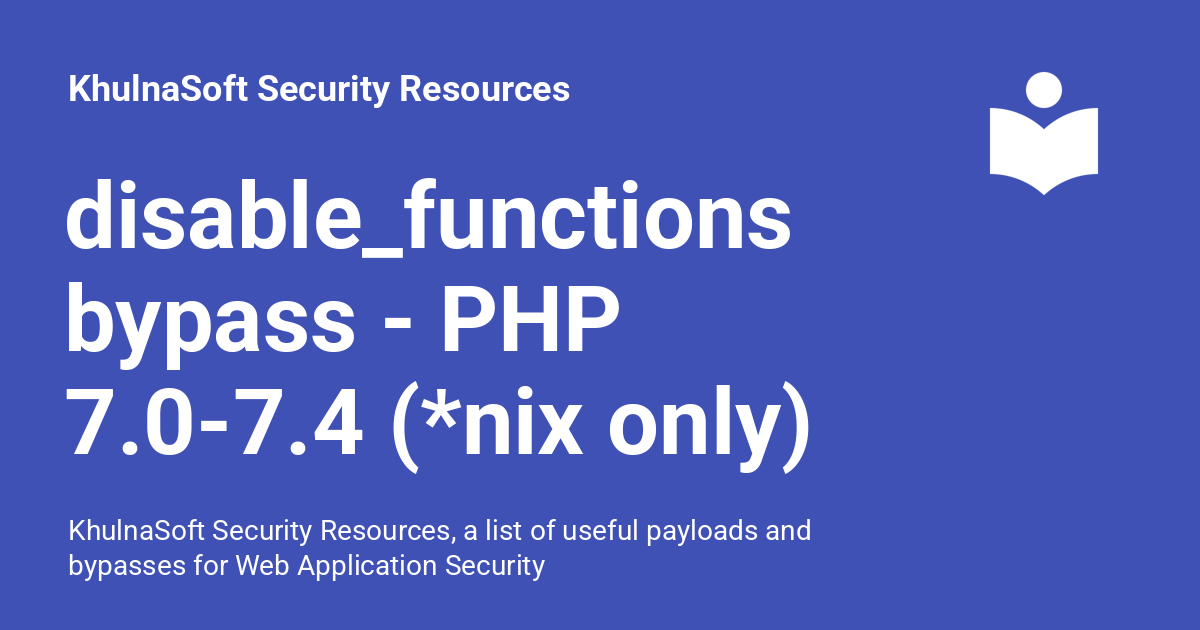 KhulnaSoft Security Resources
disable_functions
bypass - PHP
7.0-7.4 (*nix only)
KhulnaSoft Security Resources, a list of useful payloads and
bypasses for Web Application Security